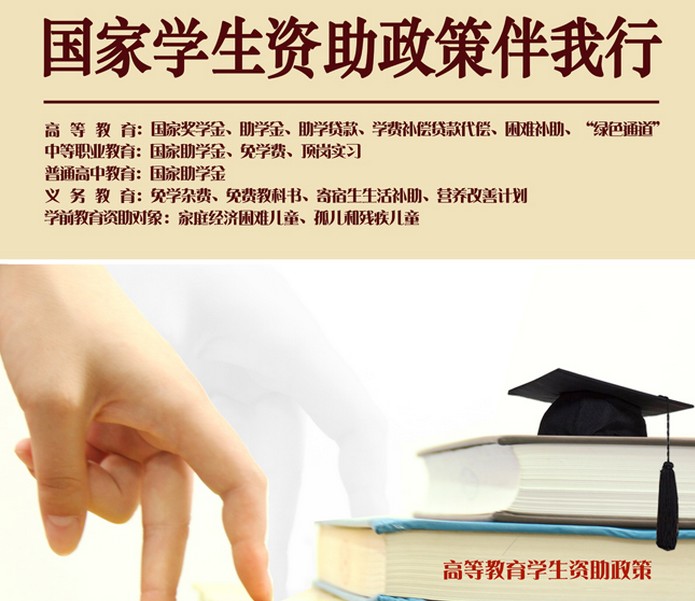 国家学生资助政策伴我行
高等教育：国家奖学金、助学金、助学贷款、学费补偿贷款代偿、困难补助、“绿色通道”
中等职业教育：国家助学金、免学费、顶岗实习
普通高中教育：国家助学金
义务教育：免学杂费、免费教科书、寄宿生生活补助、营养改善计划
学前教育资助对象：家庭经济困难儿童、孤儿和残疾儿童
高等教育学生资助政策